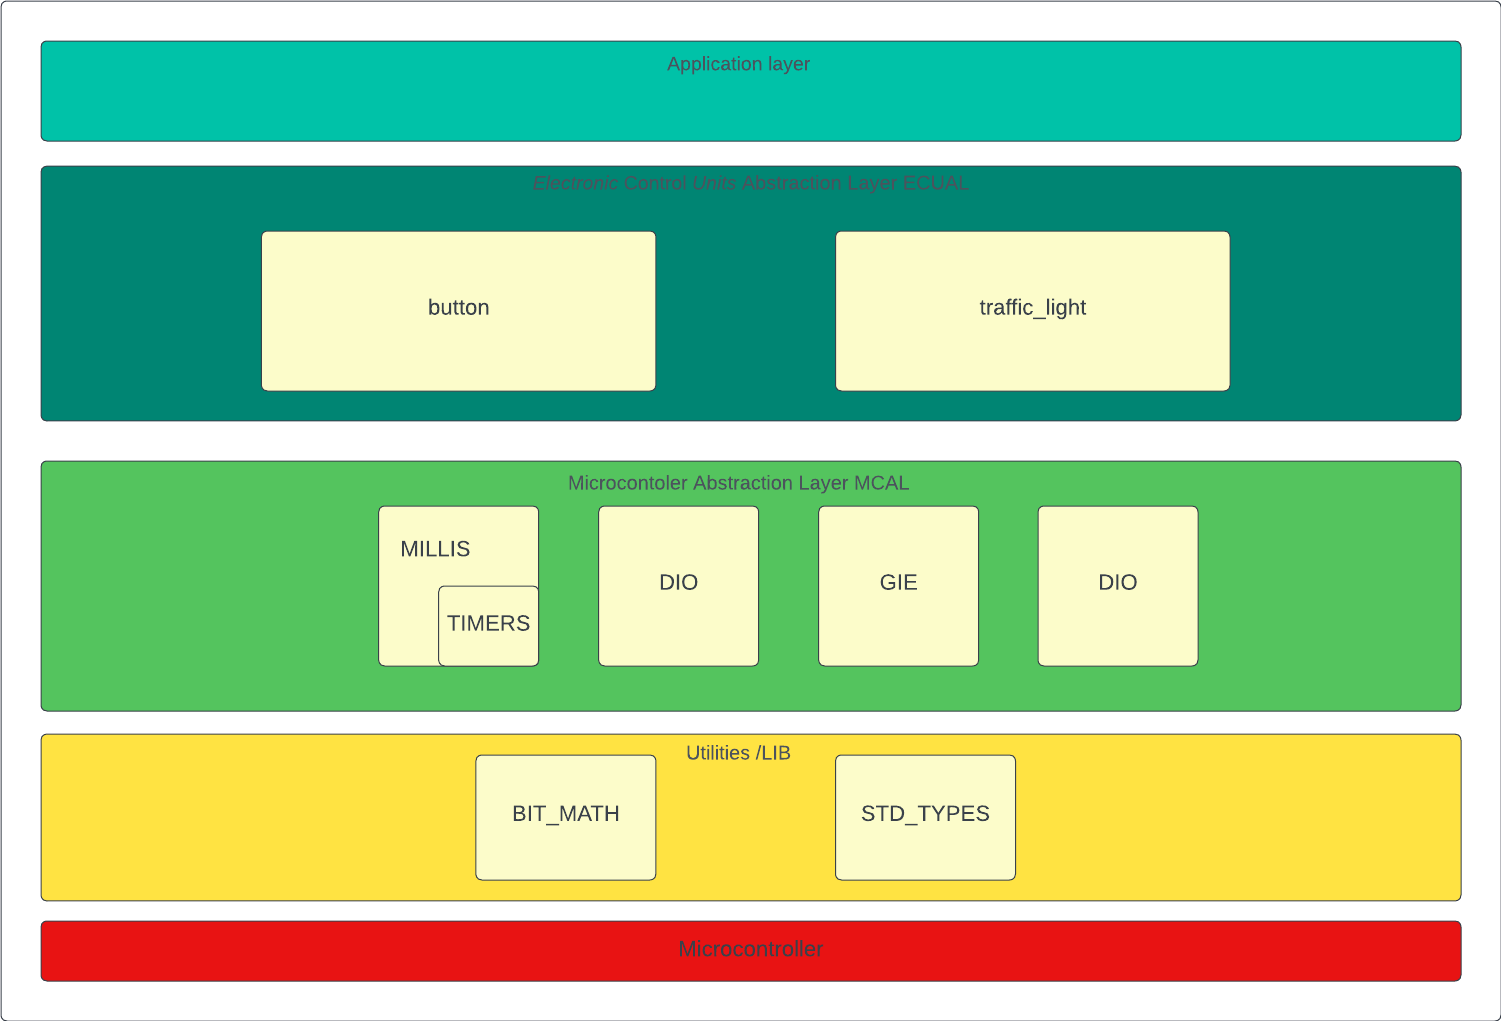 Application layer
Electronic Control Units Abstraction Layer ECUAL
button
traffic_light
Microcontoler Abstraction Layer MCAL
MILLIS
TIMERS
DIO
GIE
DIO
Utilities /LIB
BIT_MATH
STD_TYPES
Microcontroller